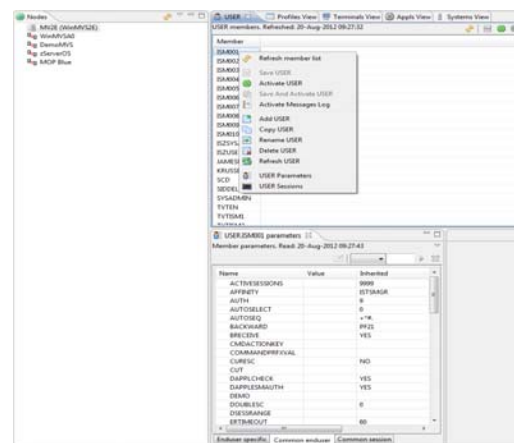 Nodes
MV2E (WinMVS2E)
WinMVSA0
DemoMVS
zServerOS
MOP Blue
USER
Profiles View
Terminals View
Appls View
Systems View
USER members. Refreshed: 20-Aug-2012 09:27:32
Member
ISM001
ISM002
ISM003
ISM004
ISM005
ISM006
ISM007
ISM008
ISM009
ISM010
ISZSYS
ISZUSE
JAMES
KRUSSE
SCD
SIDDEL
SYSADMIN
TVTEN
TVTISM1
TVTISM1
Refresh member list
Save USER
Activate USER
Save And Activate USER
Activate Messages Log
Add USER
Copy USER
Rename USER
Delete USER
Refresh USER
USER Parameters
USER Sessions
USER.ISM001 parameters
Member parameters. Read: 20-Aug-2012 09:27:43
Name Value Inherited
ACTIVESESSIONS 9999
AFFINITY ISTSMGR
AUTH 9
AUTOSELECT 0
AUTOSEQ
BACKWARD PF21
BRECEIVE YES
CMDACTIONKEY
COMMANDPRFXVAL
CURESC NO
CUT
DAPPLCHECK YES
DAPPLESMAUTH YES
DEMO
DOUBLESC 0
DSESSRANGE
ERTIMEOUT 60
Enduser specific Common enduser Common session